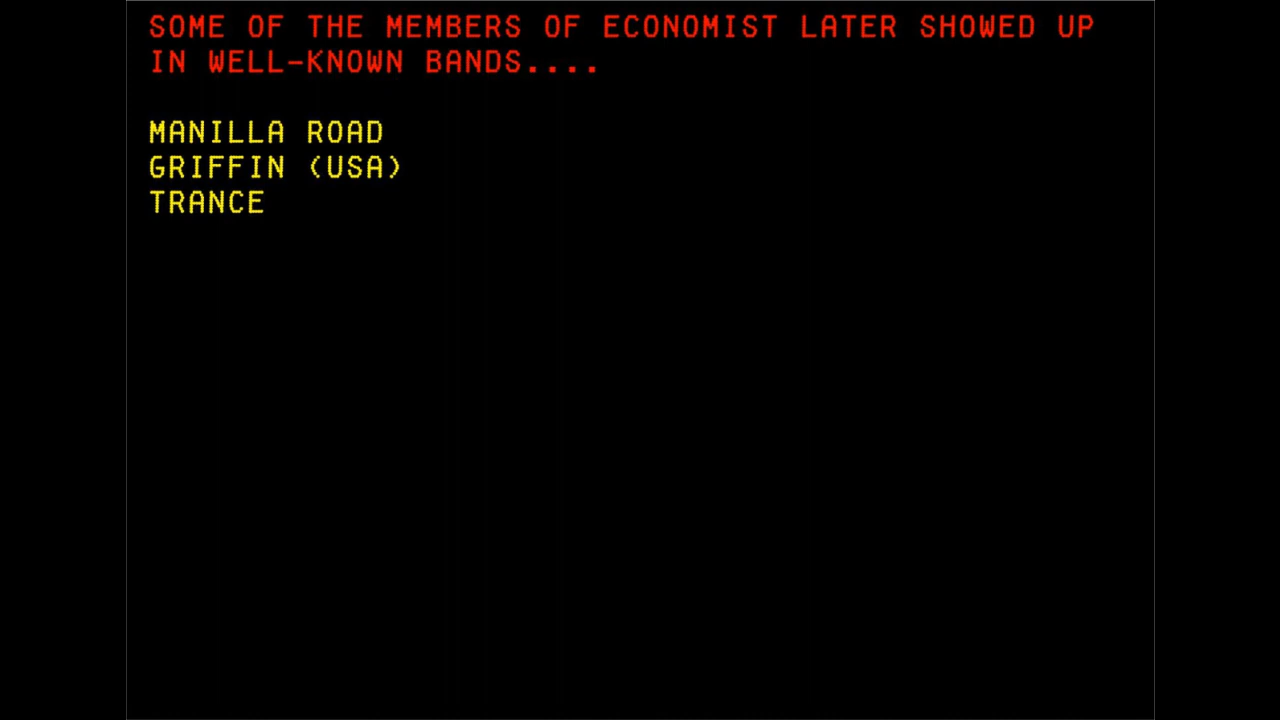 SOME OF THE MEMBERS OF ECONOMIST LATER SHOWED UP
IN WELL-KNOWN BANDS....
MANILLA ROAD
GRIFFIN (USA)
TRANCE